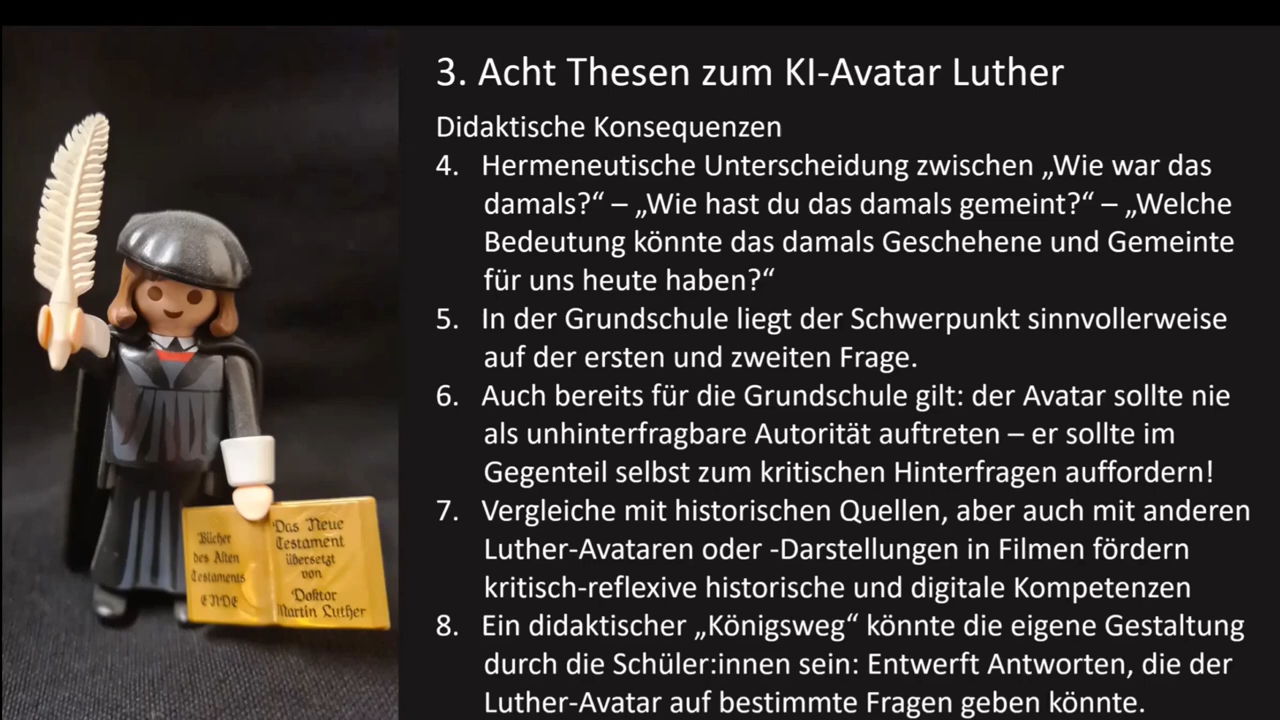 3. Acht Thesen zum KI-Avatar Luther
Didaktische Konsequenzen
4. Hermeneutische Unterscheidung zwischen „Wie war das
damals?“ – „Wie hast du das damals gemeint?“ – „Welche
Bedeutung könnte das damals Geschehene und Gemeinte
für uns heute haben?“
5. In der Grundschule liegt der Schwerpunkt sinnvollerweise
auf der ersten und zweiten Frage.
6. Auch bereits für die Grundschule gilt: der Avatar sollte nie
als unhinterfragbare Autorität auftreten – er sollte im
Gegenteil selbst zum kritischen Hinterfragen auffordern!
7. Vergleiche mit historischen Quellen, aber auch mit anderen
Luther-Avataren oder -Darstellungen in Filmen fördern
kritisch-reflexive historische und digitale Kompetenzen
8. Ein didaktischer „Königsweg“ könnte die eigene Gestaltung
durch die Schüler:innen sein: Entwerft Antworten, die der
Luther-Avatar auf bestimmte Fragen geben könnte.
Bücher
des Alten
Testaments
ENDE
Das Neue
Testament
übersetzt
von
Doktor
Martin Luther